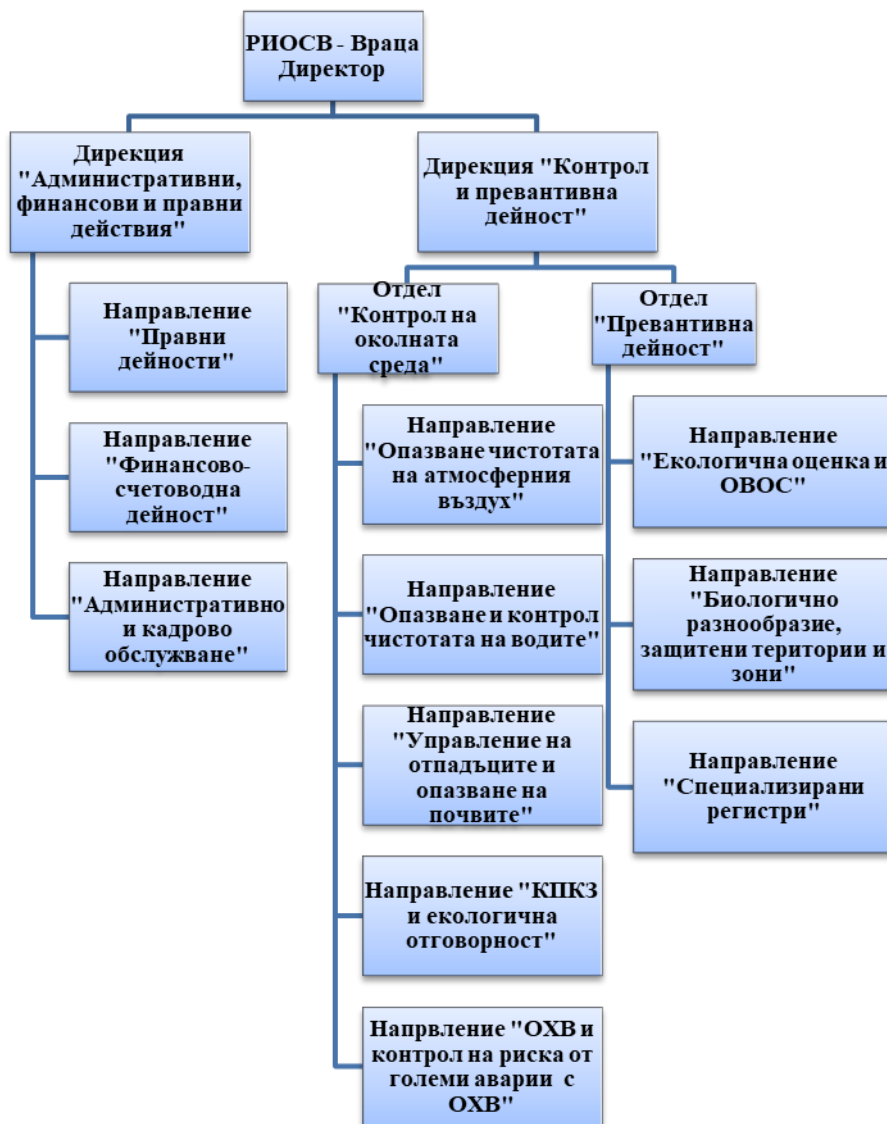 РИОСВ - Враца
Директор
Дирекция
"Административни,
финансови и правни
действия"
Направление
"Правни
дейности"
Направление
"Финансово-
счетоводна
дейност"
Направление
"Административно
и кадрово
обслужване"
Дирекция "Контрол
и превантивна
дейност"
Отдел
"Контрол на
околната
среда"
Направление
"Опазване чистотата
на атмосферния
въздух"
Направление
"Опазване и контрол
чистотата на водите"
Направление
"Управление на
отпадъците и
опазване на
почвите"
Направление "КПКЗ
и екологична
отговорност"
Напрвление "ОХВ и
контрол на риска от
големи аварии с
ОХВ"
Отдел
"Превантивна
дейност"
Направление
"Екологична оценка и
ОВОС"
Направление
"Биологично
разнообразие,
защитени територии и
зони"
Направление
"Специализирани
регистри"